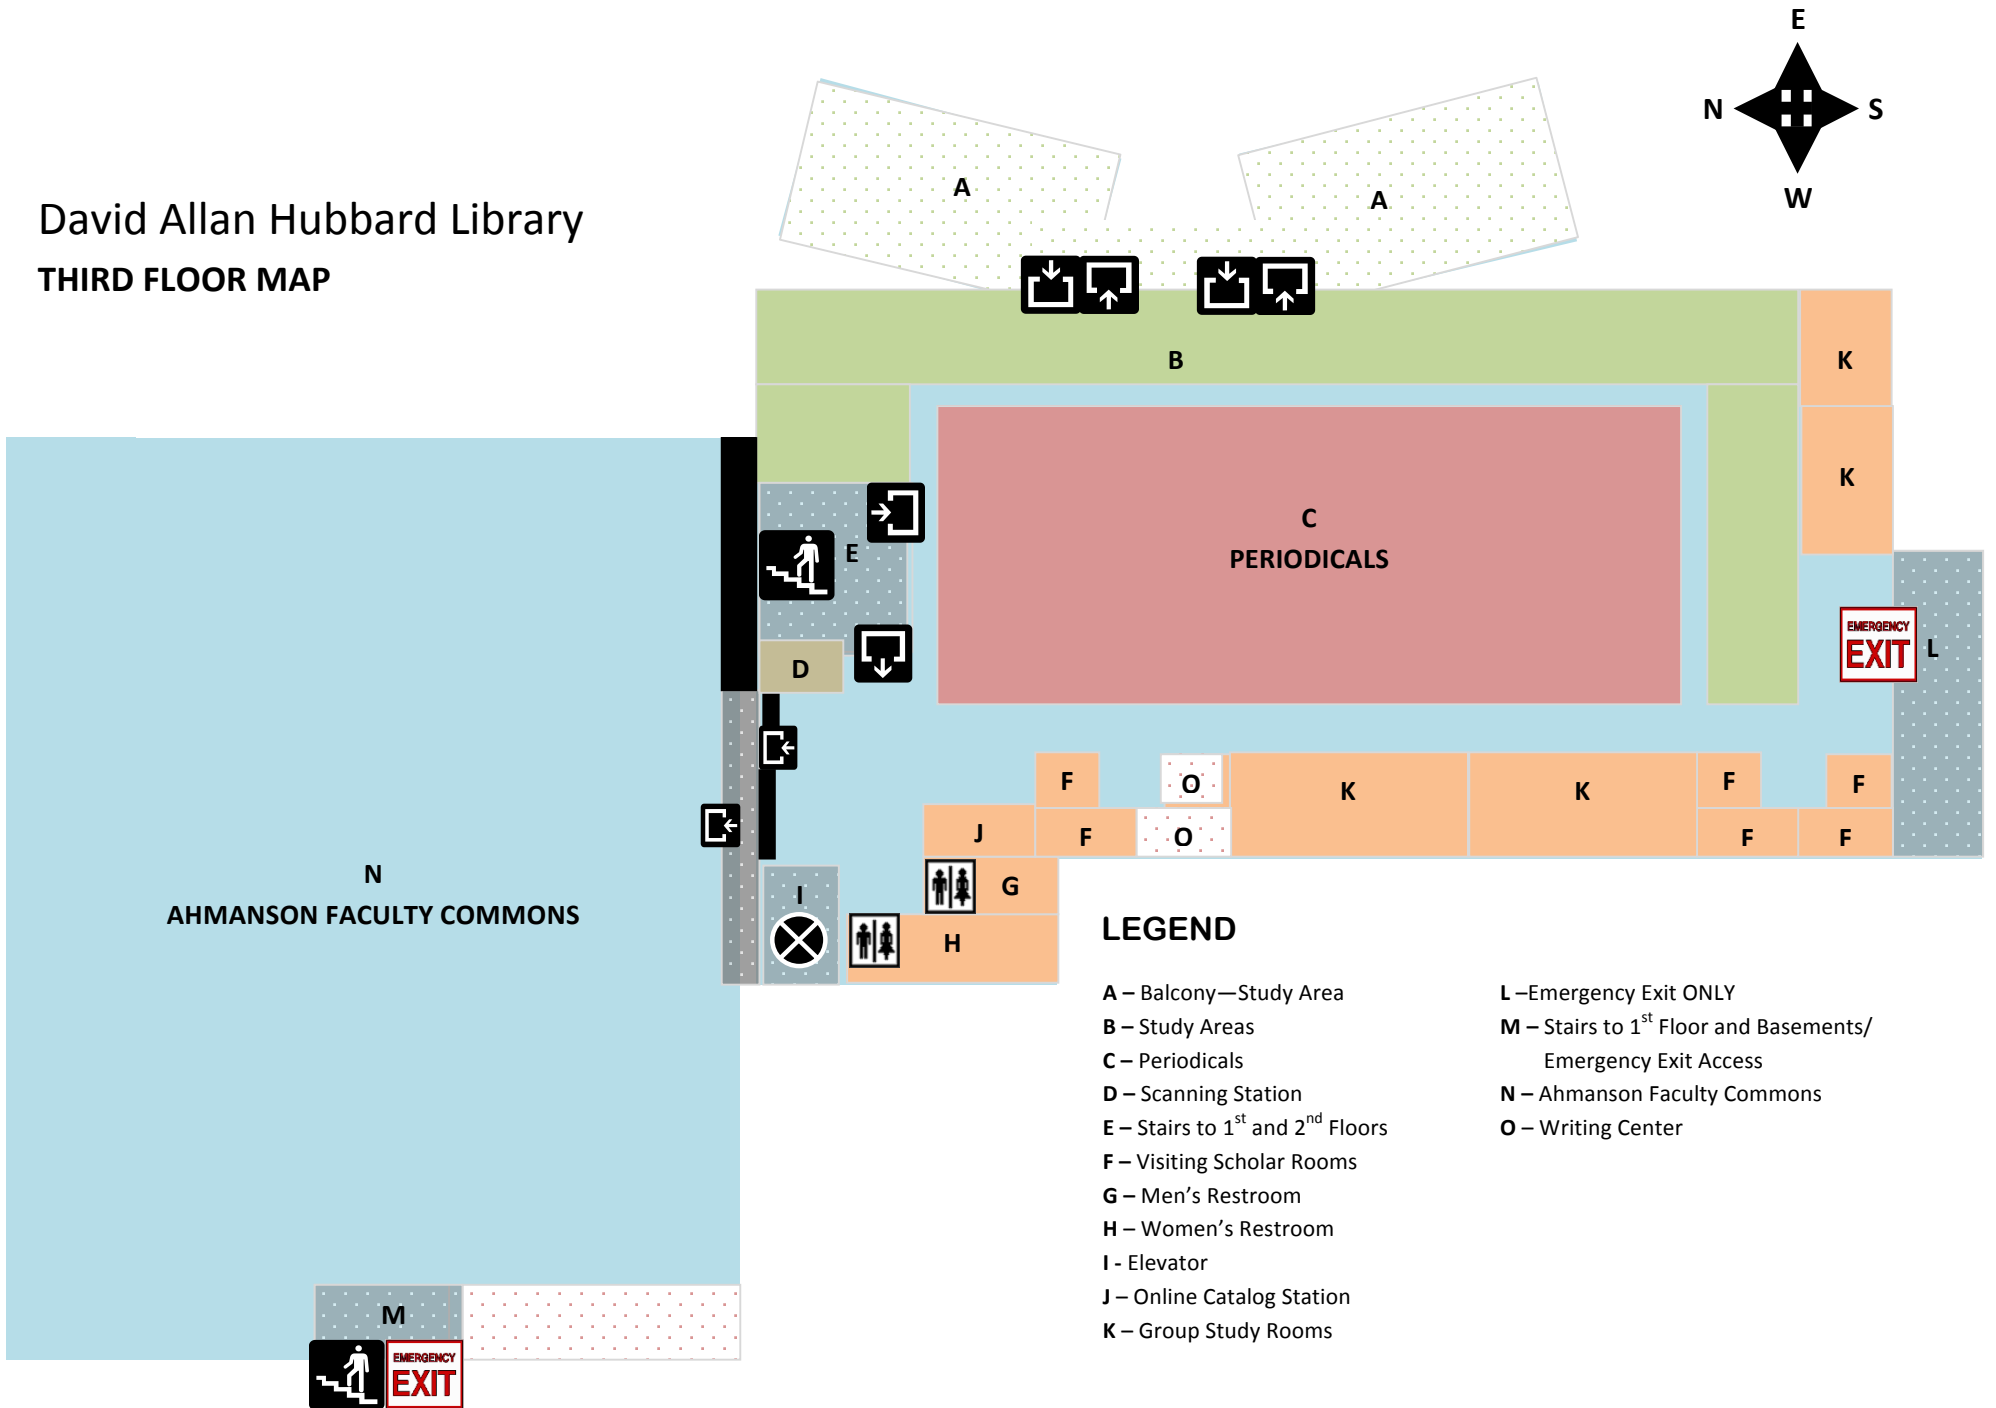 E
N S
W
David Allan Hubbard Library
THIRD FLOOR MAP
A
A
B
K
K
C
PERIODICALS
E
EMERGENCY
EXIT
L
D
F
O
K
K
F
F
J
F
O
F
F
N
AHMANSON FACULTY COMMONS
I
G
H
M
EMERGENCY
EXIT
LEGEND
A – Balcony—Study Area
B – Study Areas
C – Periodicals
D – Scanning Station
E – Stairs to 1st and 2nd Floors
F – Visiting Scholar Rooms
G – Men’s Restroom
H – Women’s Restroom
I - Elevator
J – Online Catalog Station
K – Group Study Rooms
L –Emergency Exit ONLY
M – Stairs to 1st Floor and Basements/
Emergency Exit Access
N – Ahmanson Faculty Commons
O – Writing Center